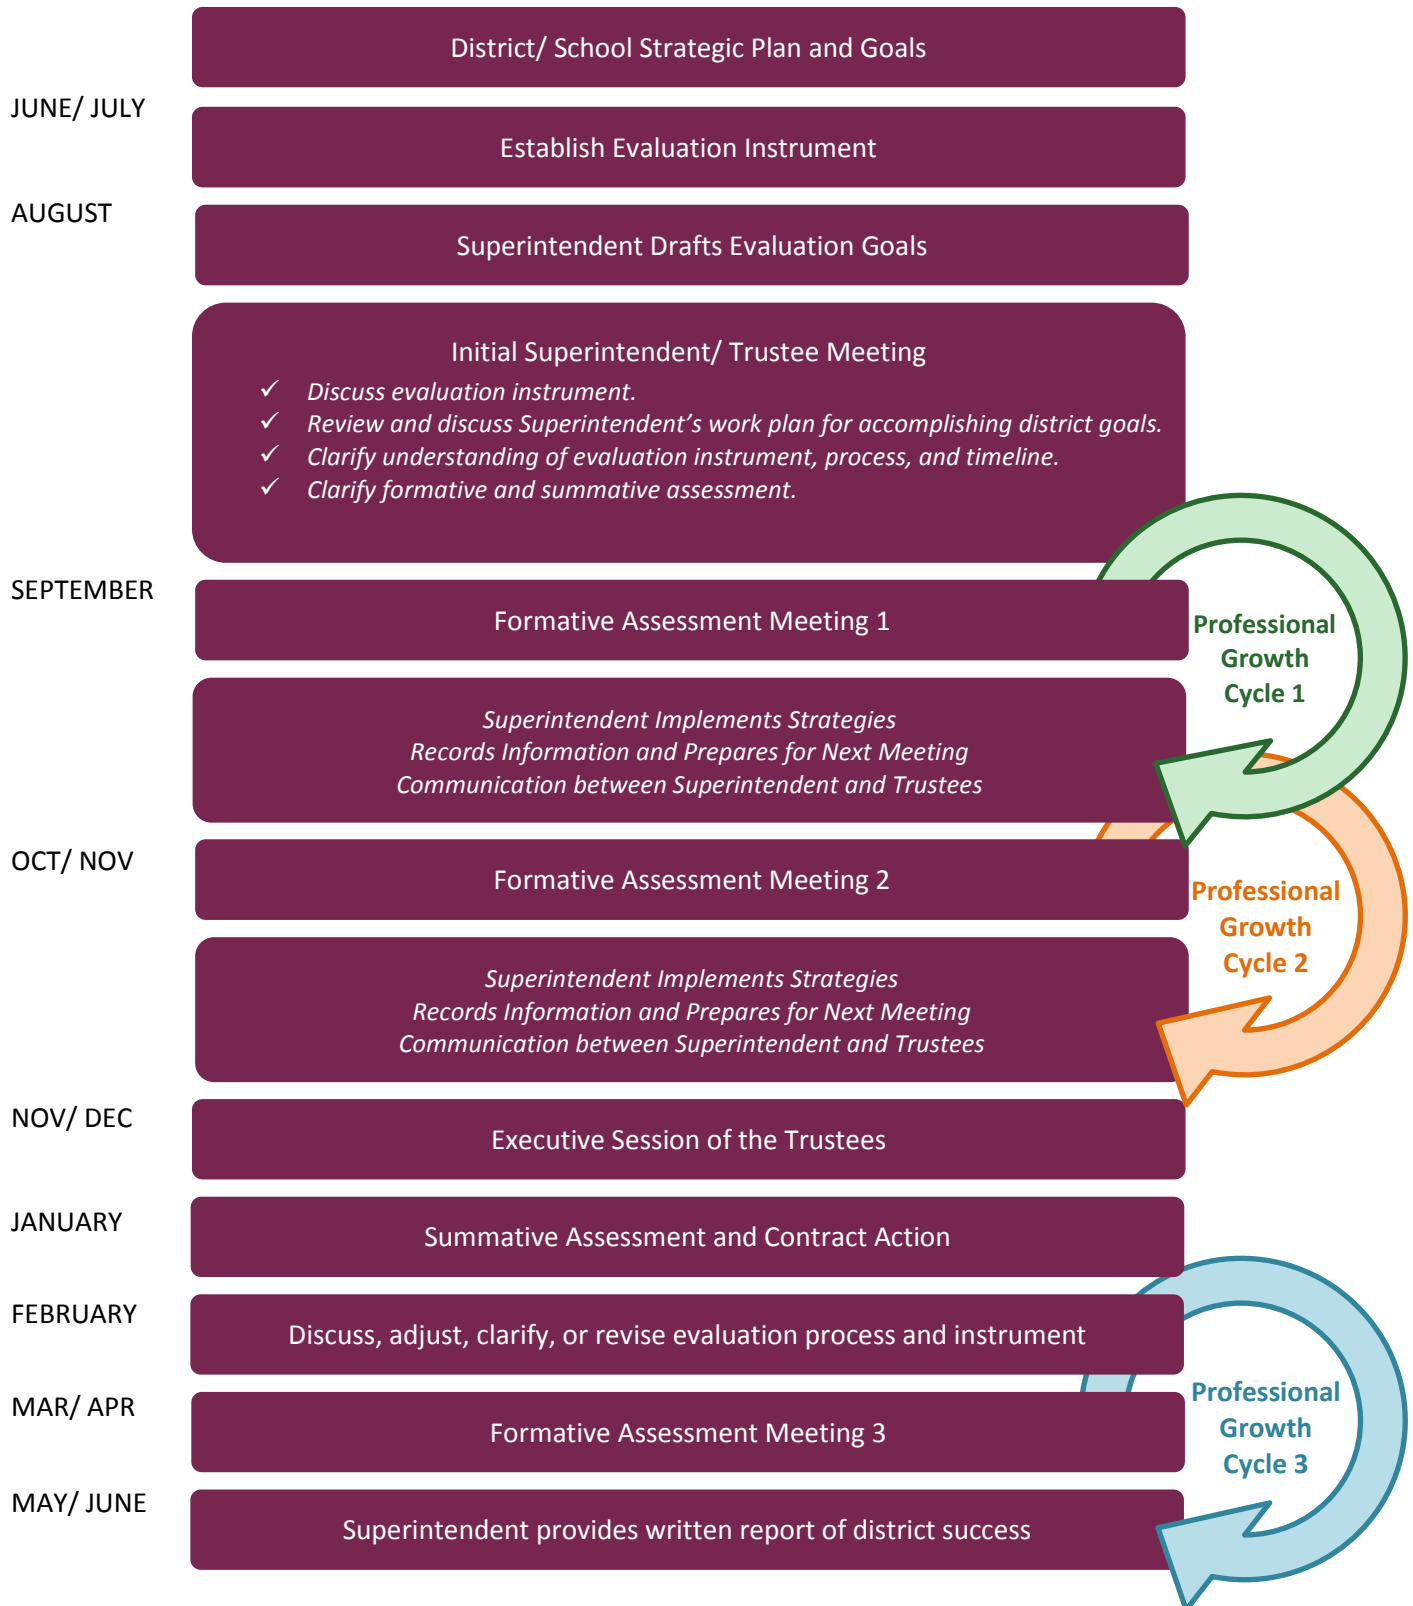 District/ School Strategic Plan and Goals
JUNE/ JULY
Establish Evaluation Instrument
AUGUST
Superintendent Drafts Evaluation Goals
Initial Superintendent/ Trustee Meeting
✓ Discuss evaluation instrument.
✓ Review and discuss Superintendent’s work plan for accomplishing district goals.
✓ Clarify understanding of evaluation instrument, process, and timeline.
✓ Clarify formative and summative assessment.
SEPTEMBER
Formative Assessment Meeting 1
Professional
Growth
Cycle 1
Superintendent Implements Strategies
Records Information and Prepares for Next Meeting
Communication between Superintendent and Trustees
OCT/ NOV
Formative Assessment Meeting 2
Professional
Growth
Cycle 2
Superintendent Implements Strategies
Records Information and Prepares for Next Meeting
Communication between Superintendent and Trustees
NOV/ DEC
Executive Session of the Trustees
JANUARY
Summative Assessment and Contract Action
FEBRUARY
Discuss, adjust, clarify, or revise evaluation process and instrument
MAR/ APR
Formative Assessment Meeting 3
Professional
Growth
Cycle 3
MAY/ JUNE
Superintendent provides written report of district success